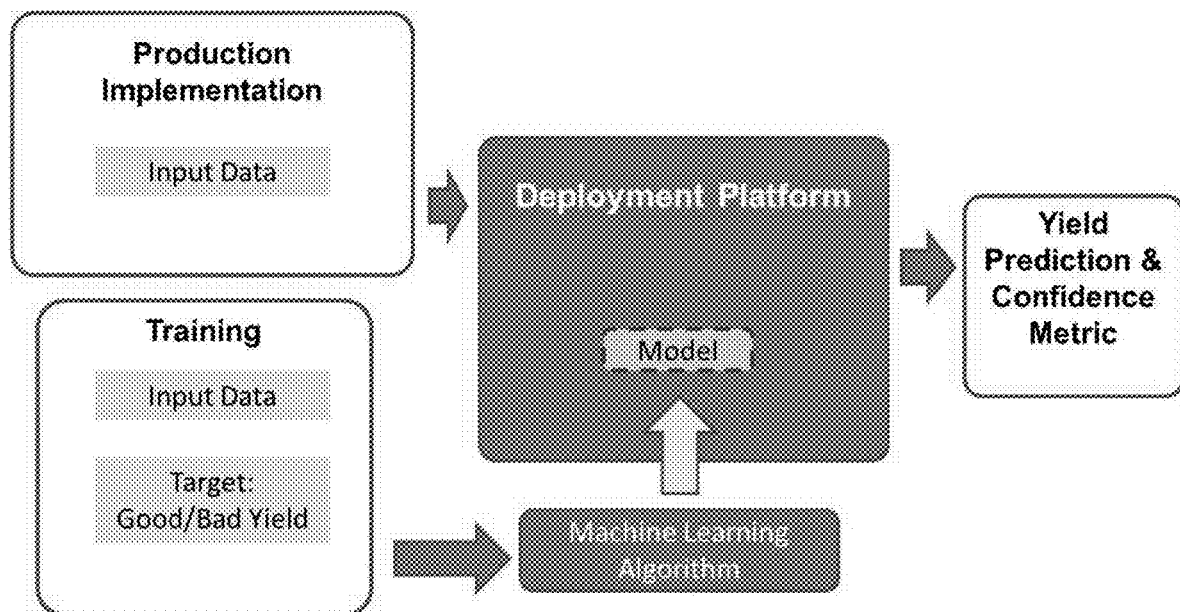 Production
Implementation
Input Data
Training
Input Data
Target:
Good/Bad Yield
Deployment Platform
Model
Machine Learning
Algorithm
Yield
Prediction &
Confidence
Metric